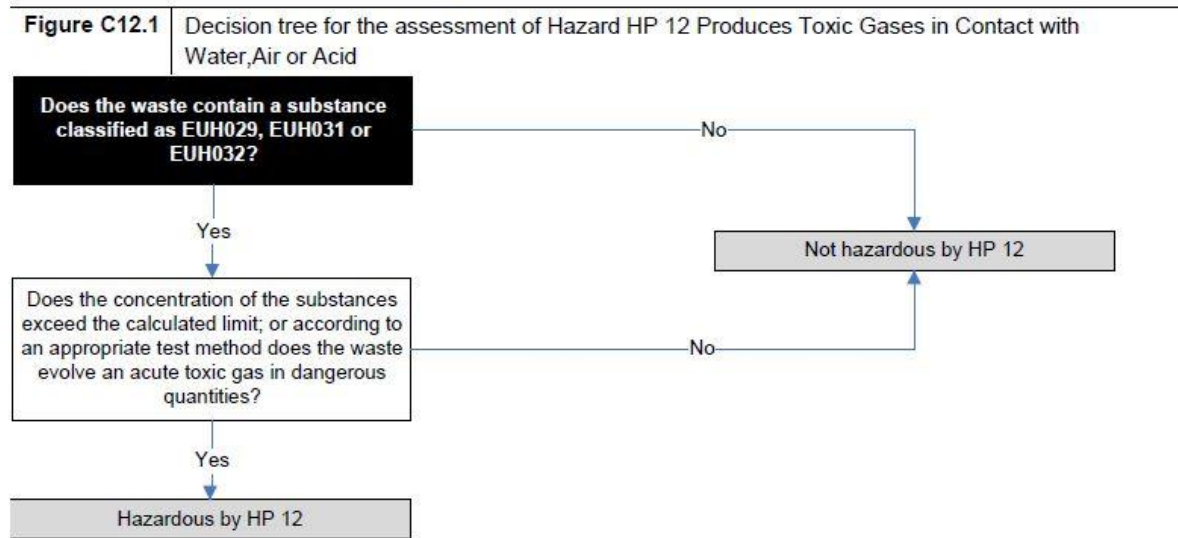 Figure C12.1
Decision tree for the assessment of Hazard HP 12 Produces Toxic Gases in Contact with
Water,Air or Acid
Does the waste contain a substance
classified as EUH029, EUH031 or
EUH032?
No
Yes
Not hazardous by HP 12
Does the concentration of the substances
exceed the calculated limit; or according to
an appropriate test method does the waste
evolve an acute toxic gas in dangerous
quantities?
No
Yes
Hazardous by HP 12